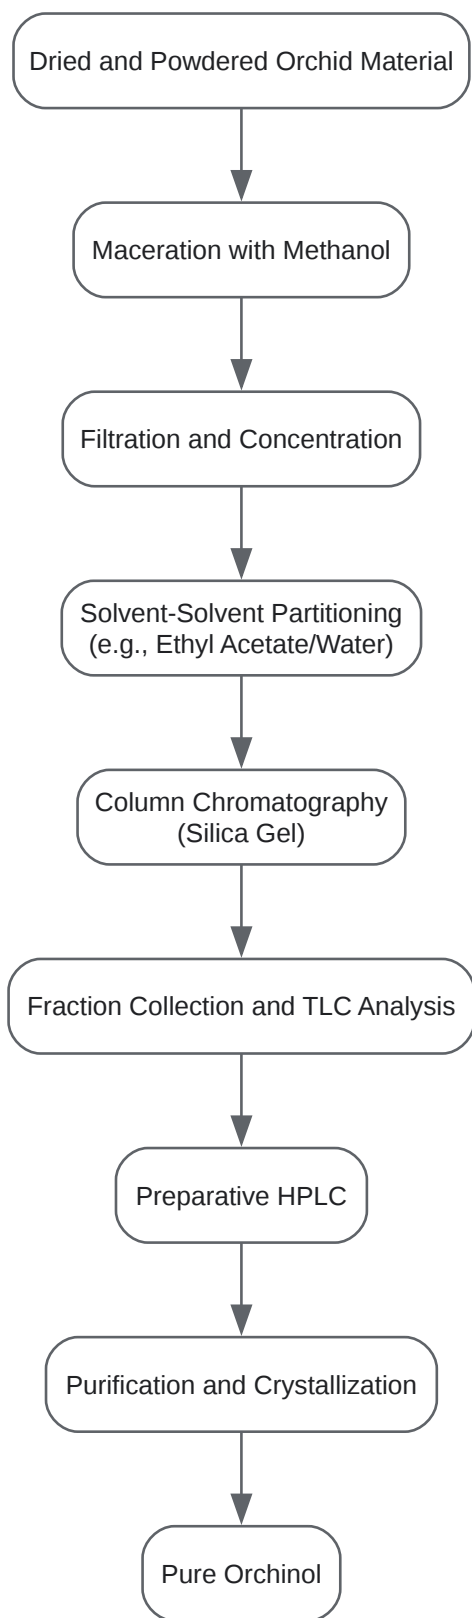 Dried and Powdered Orchid Material
Maceration with Methanol
Filtration and Concentration
Solvent-Solvent Partitioning
(e.g., Ethyl Acetate/Water)
Column Chromatography
(Silica Gel)
Fraction Collection and TLC Analysis
Preparative HPLC
Purification and Crystallization
Pure Orchinol